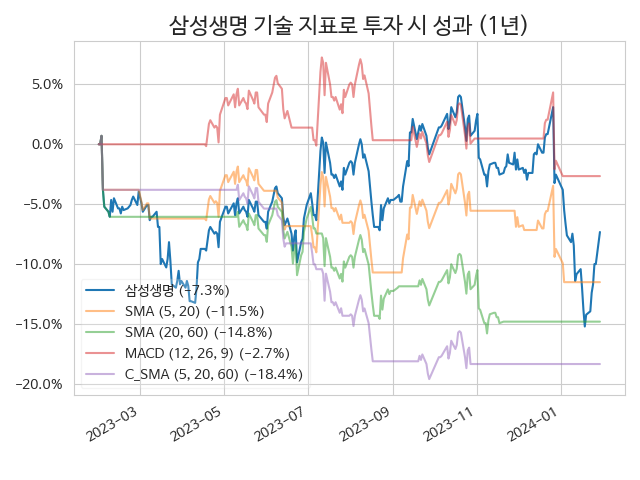 삼성생명 기술 지표로 투자 시 성과 (1년)
5.0%
0.0%
−5.0%
−10.0%
−15.0%
−20.0%
삼성생명 (−7.3%)
SMA (5, 20) (−11.5%)
SMA (20, 60) (−14.8%)
MACD (12, 26, 9) (−2.7%)
C_SMA (5, 20, 60) (−18.4%)
2023−03
2023−05
2023−07
2023−09
2023−11
2024−01